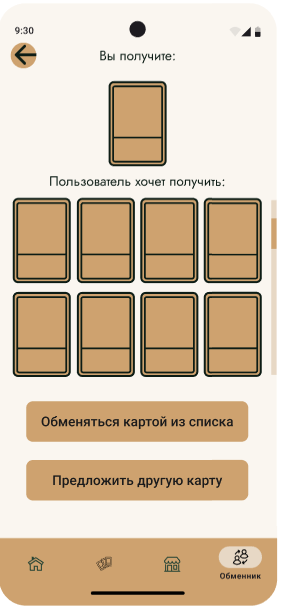 9:30
Вы получите:
Пользователь хочет получить:
Обменяться картой из списка
Предложить другую карту
Обменник